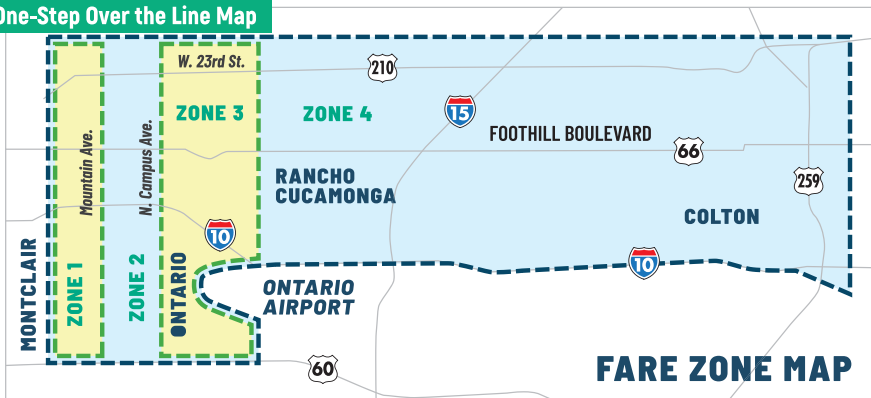 One-Step Over the Line Map
W. 23rd St.
210
ZONE 3
ZONE 4
15
FOOTHILL BOULEVARD
66
Mountain Ave.
N. Campus Ave.
RANCHO
CUCAMONGA
259
COLTON
10
10
MONTCLAIR
ZONE 1
ZONE 2
ONTARIO
ONTARIO
AIRPORT
60
FARE ZONE MAP